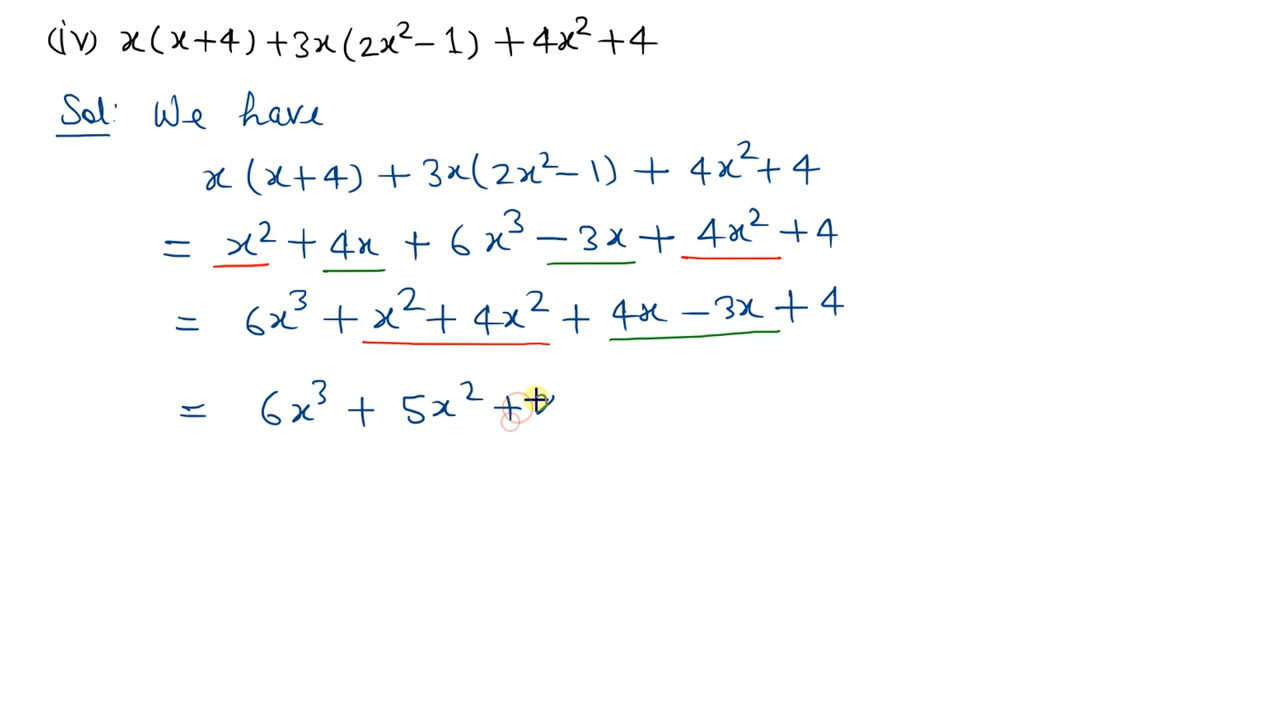 (iv) x(x+4)+3x(2x²-1)+4x²+4
Sol: We have
x(x+4)+3x(2x²-1)+4x²+4
= x²+4x+6x³-3x+4x²+4
= 6x³+x²+4x²+4x-3x+4
= 6x³+5x²+